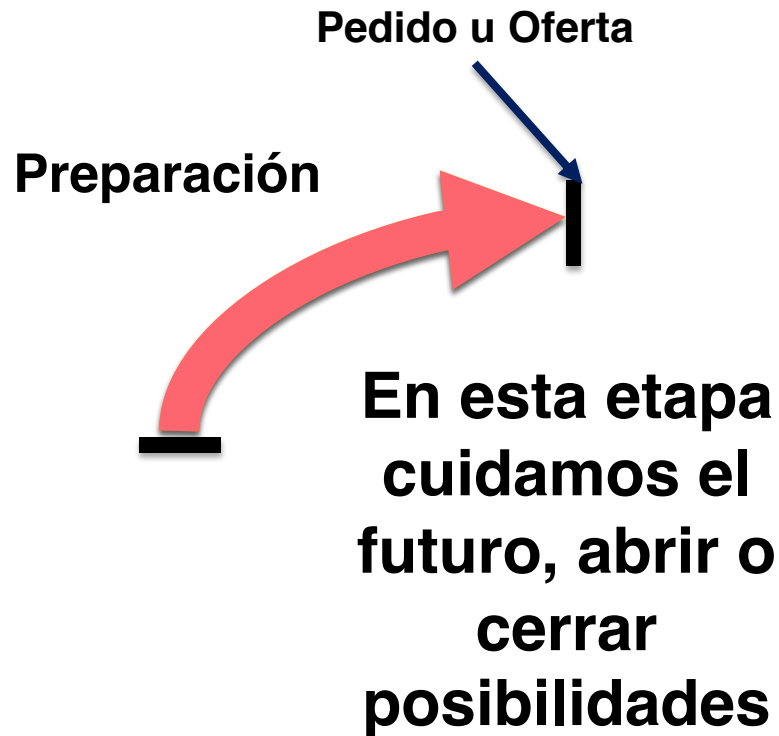 Pedido u Oferta
Preparación
En esta etapa
cuidamos el
futuro, abrir o
cerrar
posibilidades